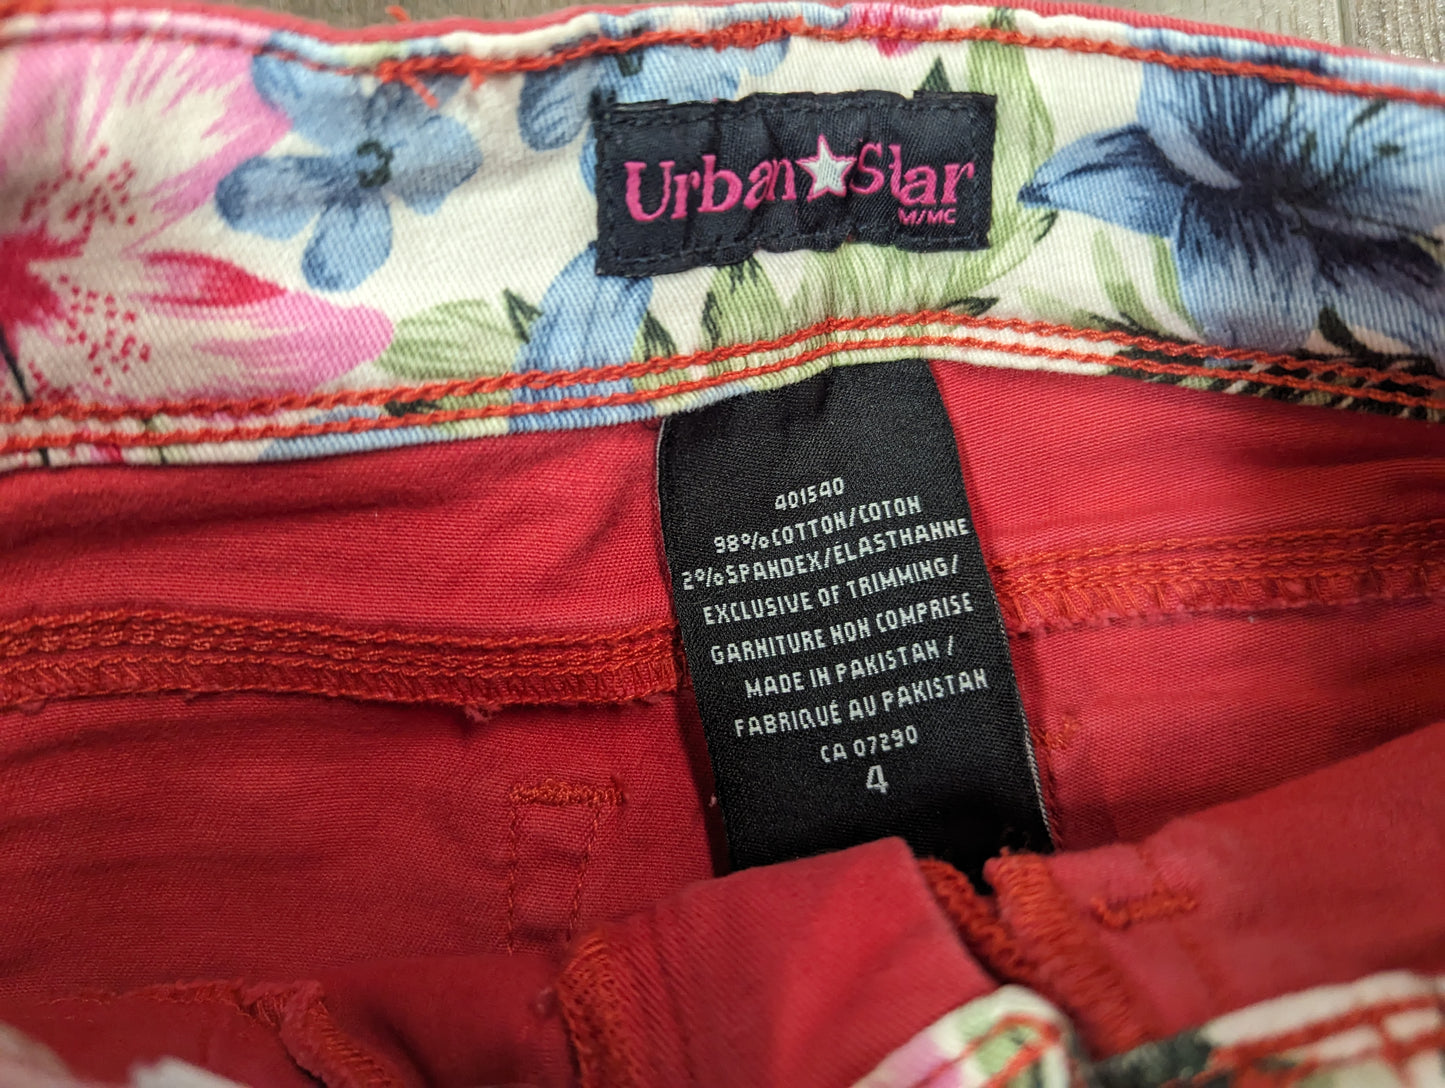 Urban Star
M/MC
401540
98% COTTON/COTON
2% SPANDEX/ELASTHANNE
EXCLUSIVE OF TRIMMING/
GARNITURE NON COMPRISE
MADE IN PAKISTAN /
FABRIQUÉ AU PAKISTAN
CA 07290
4